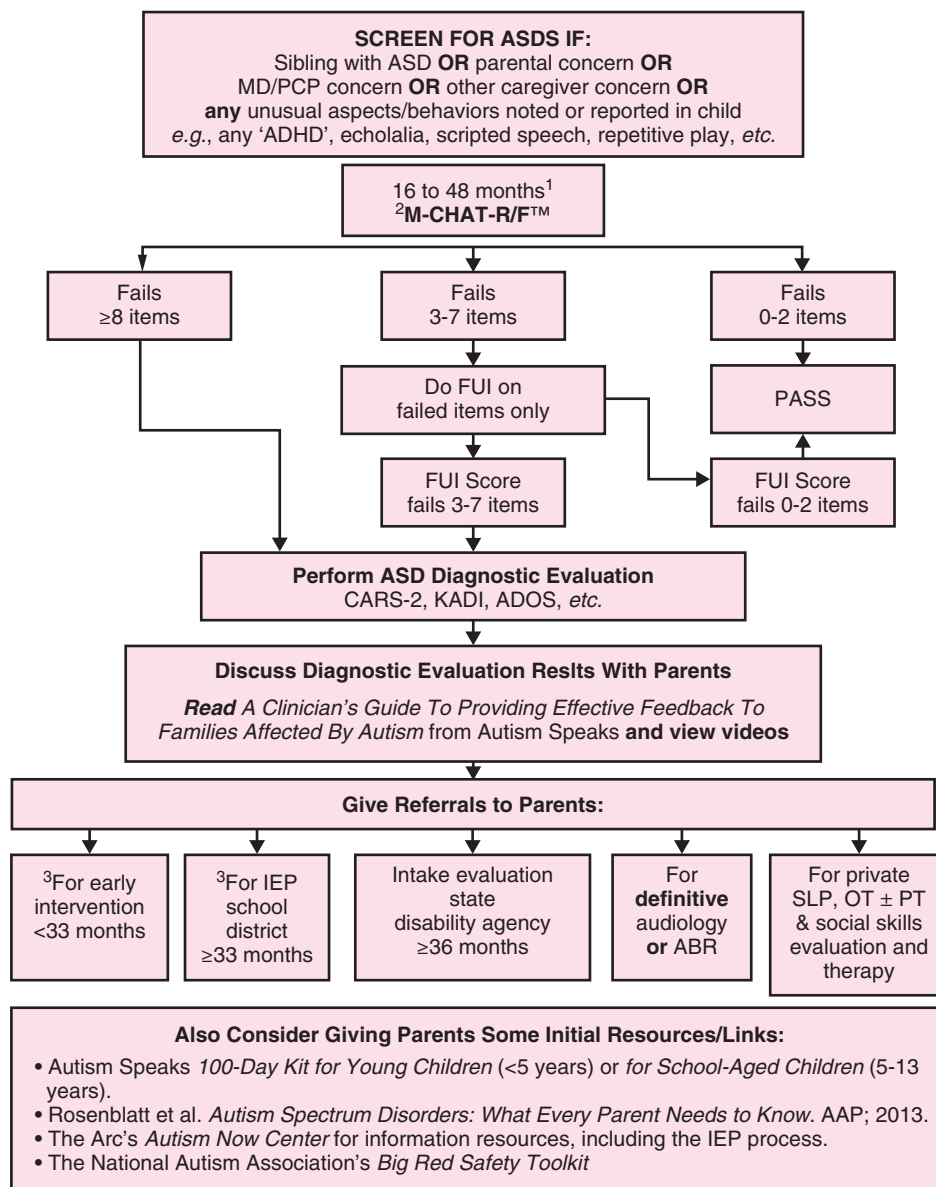 SCREEN FOR ASDS IF:
Sibling with ASD OR parental concern OR
MD/PCP concern OR other caregiver concern OR
any unusual aspects/behaviors noted or reported in child
e.g., any ‘ADHD’, echolalia, scripted speech, repetitive play, etc.
16 to 48 months¹
²M-CHAT-R/F™
Fails
≥8 items
Fails
3-7 items
Fails
0-2 items
Do FUI on
failed items only
PASS
FUI Score
fails 3-7 items
FUI Score
fails 0-2 items
Perform ASD Diagnostic Evaluation
CARS-2, KADI, ADOS, etc.
Discuss Diagnostic Evaluation Reslts With Parents
Read A Clinician’s Guide To Providing Effective Feedback To
Families Affected By Autism from Autism Speaks and view videos
Give Referrals to Parents:
³For early
intervention
<33 months
³For IEP
school
district
≥33 months
Intake evaluation
state
disability agency
≥36 months
For
definitive
audiology
or ABR
For private
SLP, OT ± PT
& social skills
evaluation and
therapy
Also Consider Giving Parents Some Initial Resources/Links:
• Autism Speaks 100-Day Kit for Young Children (<5 years) or for School-Aged Children (5-13
years).
• Rosenblatt et al. Autism Spectrum Disorders: What Every Parent Needs to Know. AAP; 2013.
• The Arc’s Autism Now Center for information resources, including the IEP process.
• The National Autism Association’s Big Red Safety Toolkit